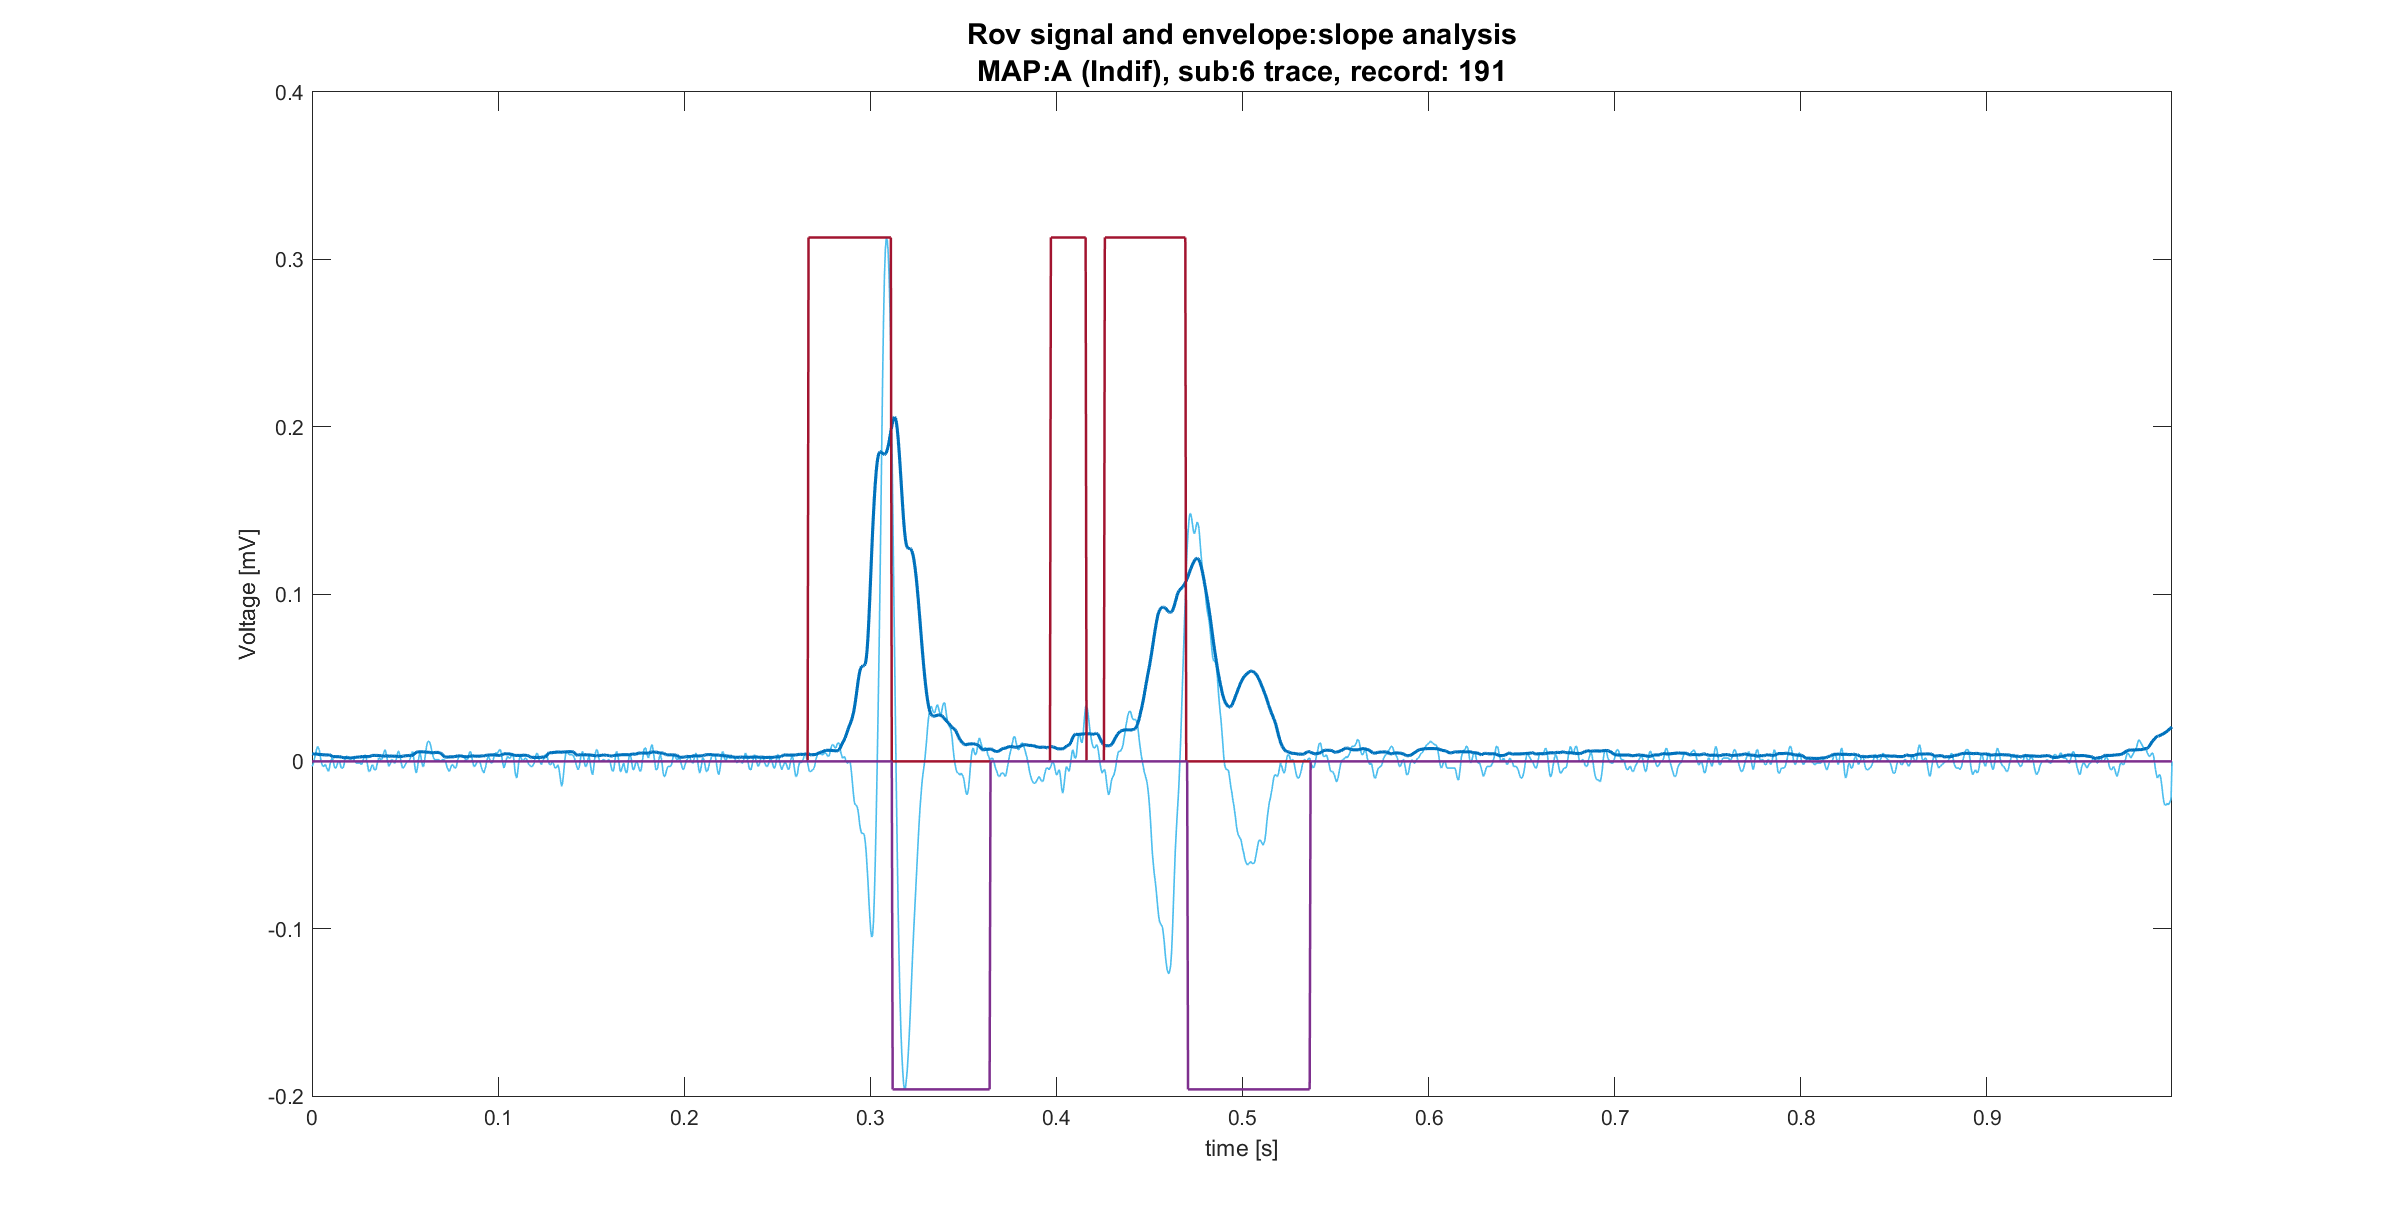 Rov signal and envelope:slope analysis
MAP:A (Indif), sub:6 trace, record: 191
0.4
0.3
0.2
0.1
0
-0.1
-0.2
Voltage [mV]
0 0.1 0.2 0.3 0.4 0.5 0.6 0.7 0.8 0.9
time [s]